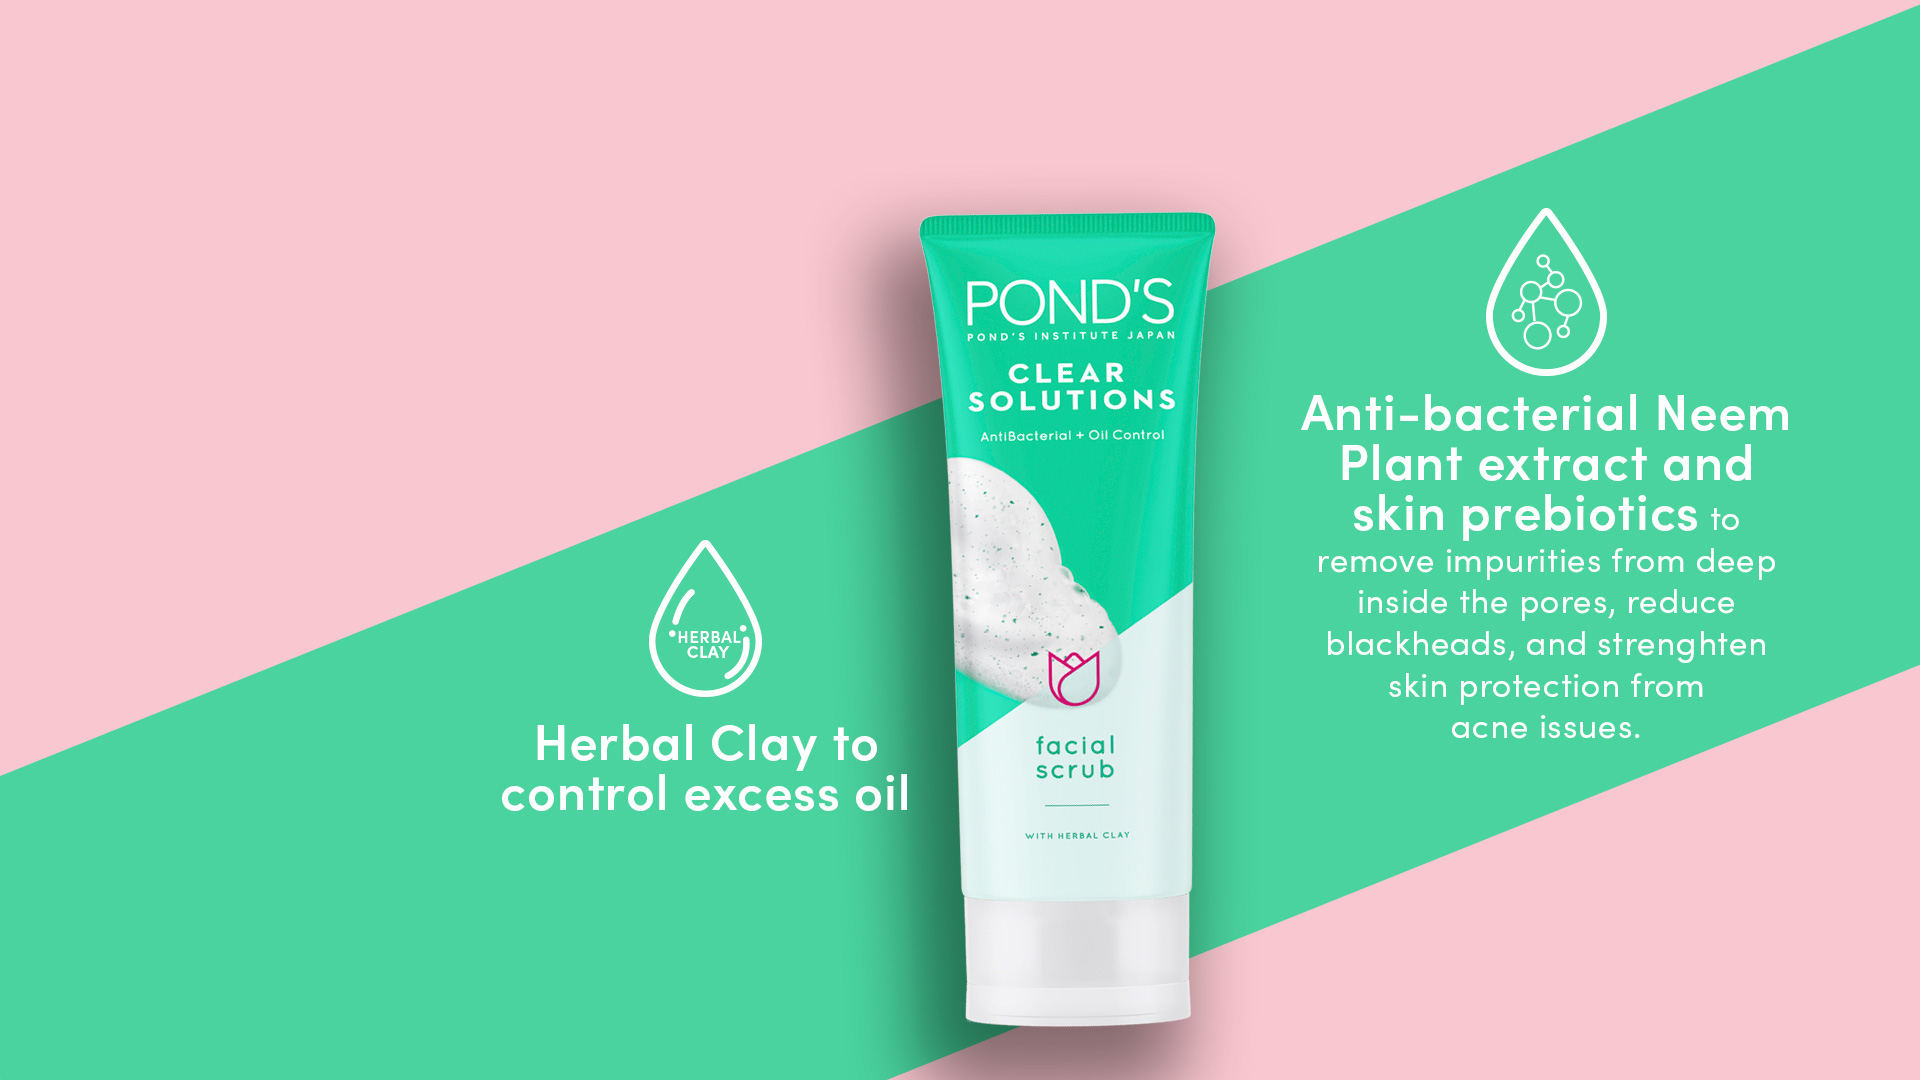 POND'S
POND'S INSTITUTE JAPAN
CLEAR
SOLUTIONS
AntiBacterial + Oil Control
facial
scrub
WITH HERBAL CLAY
HERBAL
CLAY
Herbal Clay to
control excess oil
Anti-bacterial Neem
Plant extract and
skin prebiotics to
remove impurities from deep
inside the pores, reduce
blackheads, and strenghten
skin protection from
acne issues.